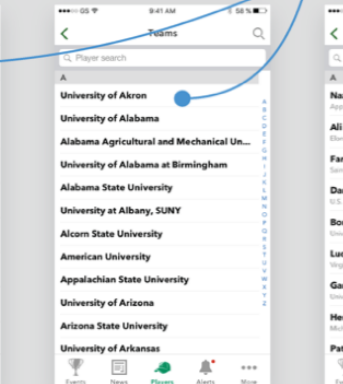 9:41 AM
58 %
Teams
Player search
A
University of Akron
University of Alabama
Alabama Agricultural and Mechanical Un...
University of Alabama at Birmingham
Alabama State University
University at Albany, SUNY
Alcorn State University
American University
Appalachian State University
University of Arizona
Arizona State University
University of Arkansas
Events
News
Players
Alerts
More
A
B
C
D
E
F
G
H
I
J
K
L
M
N
O
P
Q
R
S
T
U
V
W
X
Y
Z
A